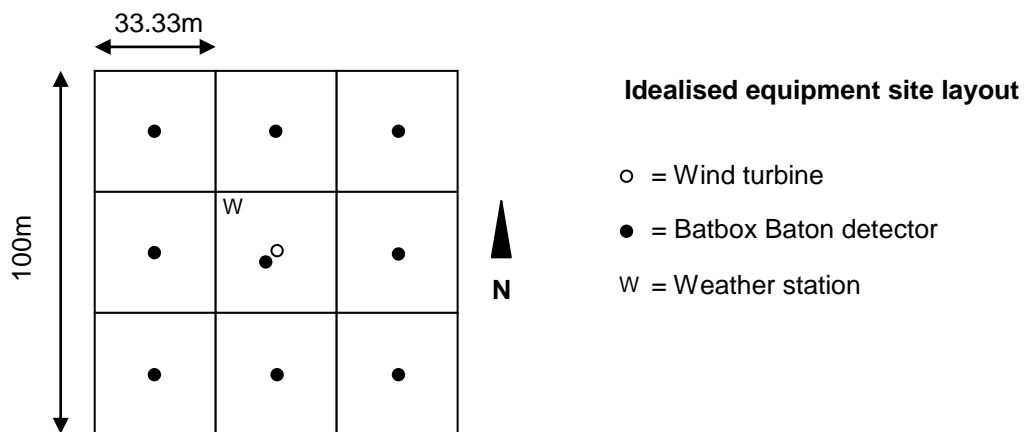 33.33m
Idealised equipment site layout
= Wind turbine
W
100m
= Batbox Baton detector
N
W = Weather station